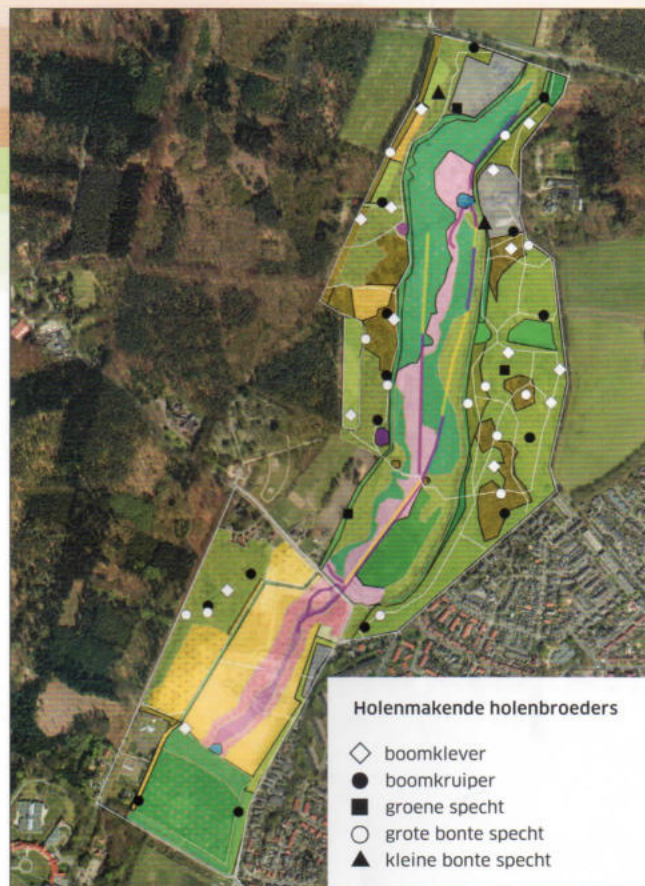 Holenmakende holenbroeders
boomklever
boomkruiper
groene specht
grote bonte specht
kleine bonte specht